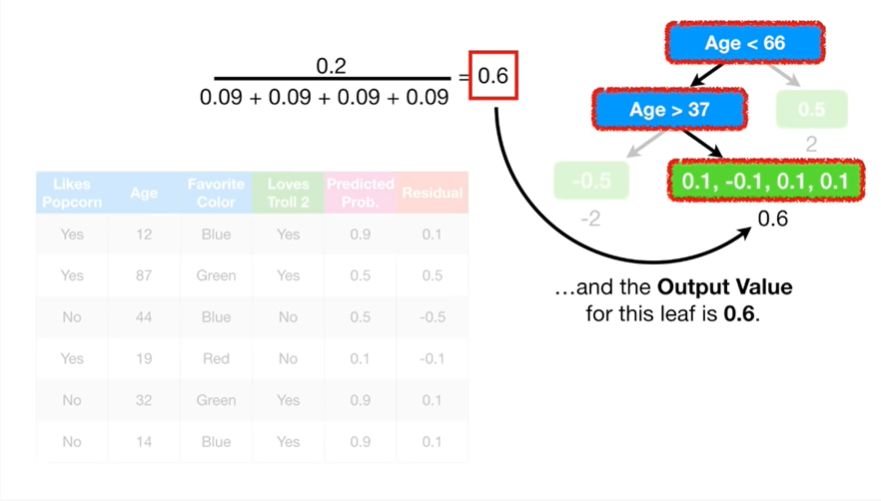 0.2
0.09 + 0.09 + 0.09 + 0.09
= 0.6
Age < 66
Age > 37
0.5
2
-0.5
0.1, -0.1, 0.1, 0.1
-2
0.6
…and the Output Value
for this leaf is 0.6.
Likes Popcorn Age Favorite Color Loves Troll 2 Predicted Prob. Residual
Yes 12 Blue Yes 0.9 0.1
Yes 87 Green Yes 0.5 0.5
No 44 Blue No 0.5 -0.5
Yes 19 Red No 0.1 -0.1
No 32 Green Yes 0.9 0.1
No 14 Blue Yes 0.9 0.1